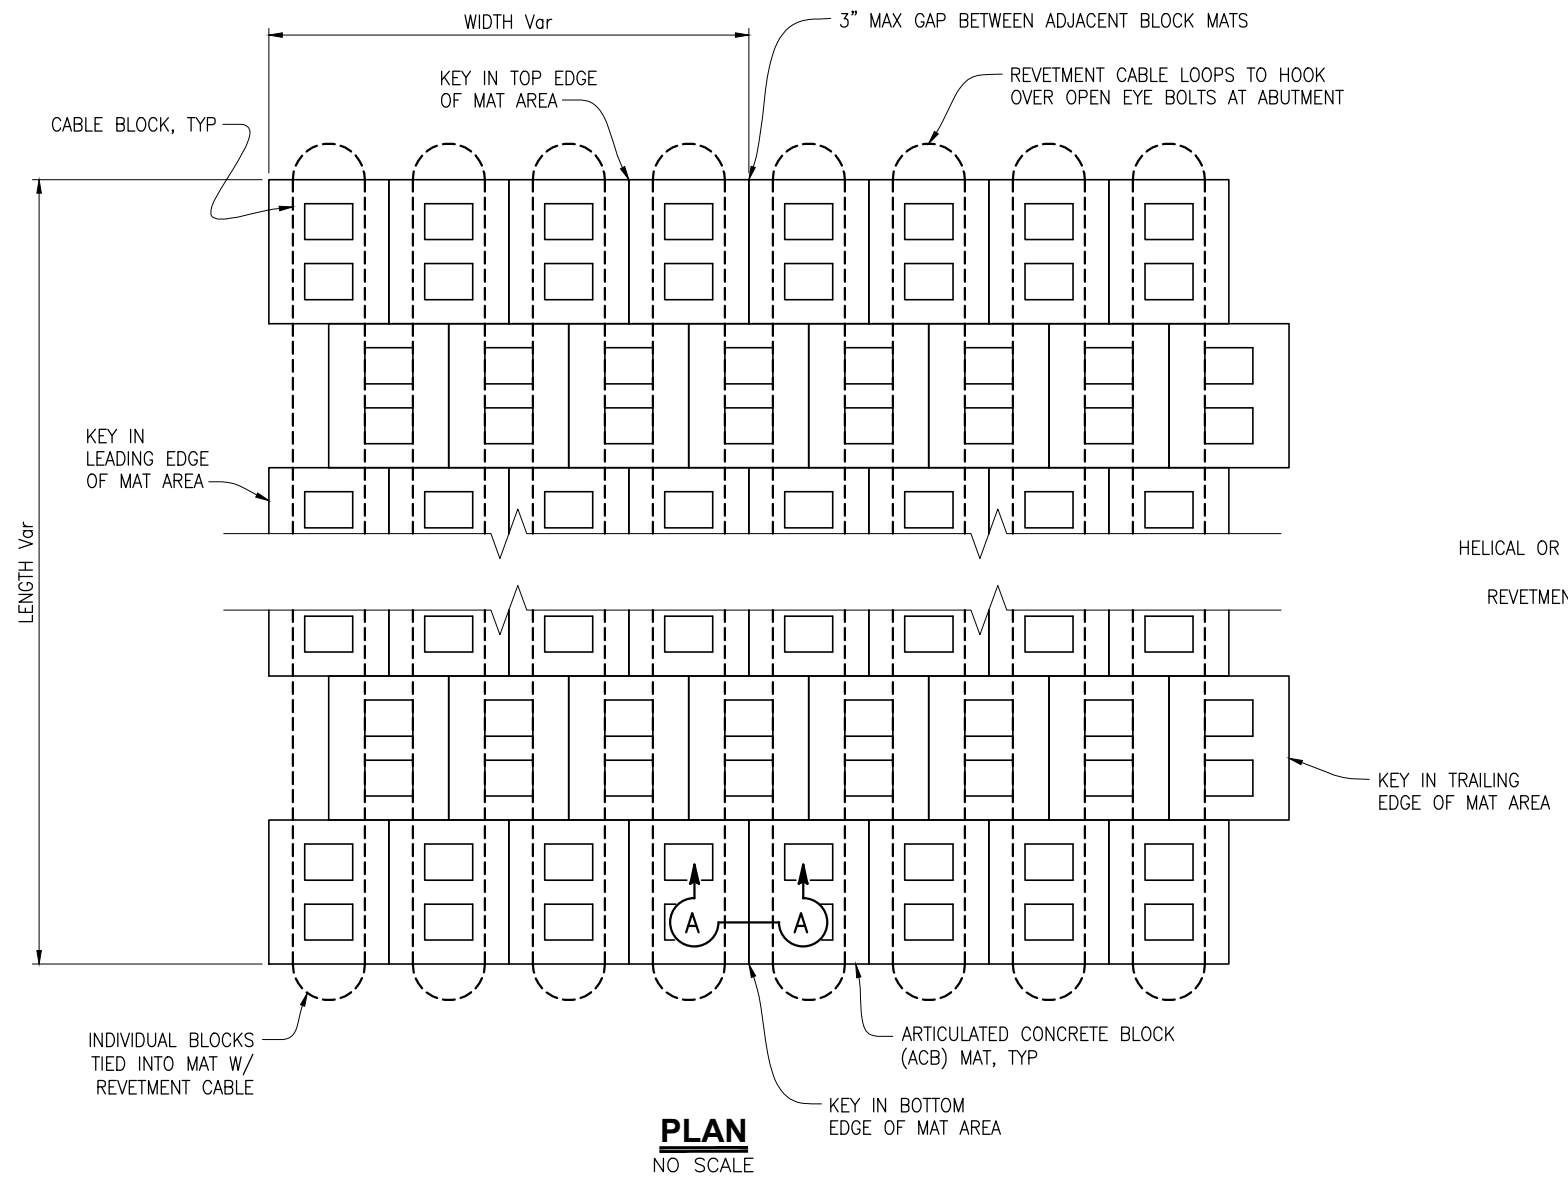 WIDTH Var
3" MAX GAP BETWEEN ADJACENT BLOCK MATS
KEY IN TOP EDGE
OF MAT AREA
REVETMENT CABLE LOOPS TO HOOK
OVER OPEN EYE BOLTS AT ABUTMENT
CABLE BLOCK, TYP
KEY IN
LEADING EDGE
OF MAT AREA
LENGTH Var
HELICAL OR
REVETMEN
KEY IN TRAILING
EDGE OF MAT AREA
A
A
INDIVIDUAL BLOCKS
TIED INTO MAT W/
REVETMENT CABLE
ARTICULATED CONCRETE BLOCK
(ACB) MAT, TYP
KEY IN BOTTOM
EDGE OF MAT AREA
PLAN
NO SCALE